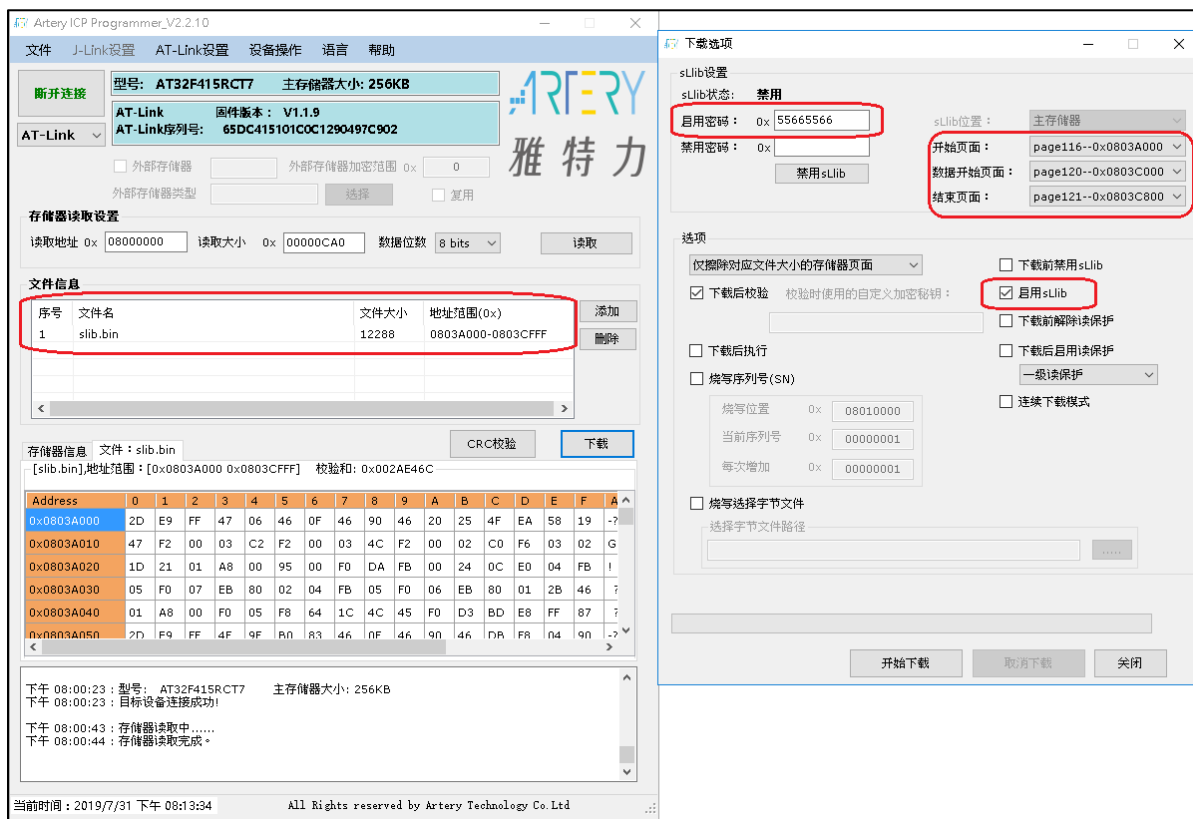 Artery ICP Programmer_V2.2.10
文件 J-Link设置 AT-Link设置 设备操作 语言 帮助
断开连接
型号: AT32F415RCT7 主存储器大小: 256KB
AT-Link 固件版本: V1.1.9
AT-Link序列号: 65DC415101C0C1290497C902
AT-Link
ARTERY
雅特力
外部存储器 外部存储器加密范围 0x 0
外部存储器类型 选择 复用
存储器读取设置
读取地址 0x 08000000 读取大小 0x 00000CA0 数据位数 8 bits 读取
文件信息
序号 文件名 文件大小 地址范围(0x)
1 slib.bin 12288 0803A000-0803CFFF
添加
删除
存储器信息 文件:slib.bin CRC校验 下载
[slib.bin],地址范围:[0x0803A000 0x0803CFFF] 校验和: 0x002AE46C
Address 0 1 2 3 4 5 6 7 8 9 A B C D E F A
0x0803A000 2D E9 FF 47 06 46 0F 46 90 46 20 25 4F EA 58 19 -?
0x0803A010 47 F2 00 03 C2 F2 00 03 4C F2 00 02 C0 F6 03 02 G
0x0803A020 1D 21 01 A8 00 95 00 F0 DA FB 00 24 0C E0 04 FB !
0x0803A030 05 F0 07 EB 80 02 04 FB 05 F0 06 EB 80 01 2B 46 ?
0x0803A040 01 A8 00 F0 05 F8 64 1C 4C 45 F0 D3 BD E8 FF 87 ?
0x0803A050 2D E9 FF 4F 9F B0 83 46 0F 46 90 46 DB F8 04 90 -?
下午 08:00:23 : 型号: AT32F415RCT7 主存储器大小: 256KB
下午 08:00:23 : 目标设备连接成功!
下午 08:00:43 : 存储器读取中......
下午 08:00:44 : 存储器读取完成。
当前时间:2019/7/31 下午 08:13:34 All Rights reserved by Artery Technology Co.Ltd
下载选项
sLib设置
sLib状态: 禁用
启用密码: 0x 55665566
禁用密码: 0x
禁用sLib
sLib位置: 主存储器
开始页面: page116--0x0803A000
数据开始页面: page120--0x0803C000
结束页面: page121--0x0803C800
选项
仅擦除对应文件大小的存储器页面
下载前禁用sLib
下载后校验 校验时使用的自定义加密秘钥:
启用sLib
下载前解除读保护
下载后执行
下载后启用读保护
一级读保护
烧写序列号(SN)
连续下载模式
烧写位置 0x 08010000
当前序列号 0x 00000001
每次增加 0x 00000001
烧写选择字节文件
选择字节文件路径
.....
开始下载 取消下载 关闭